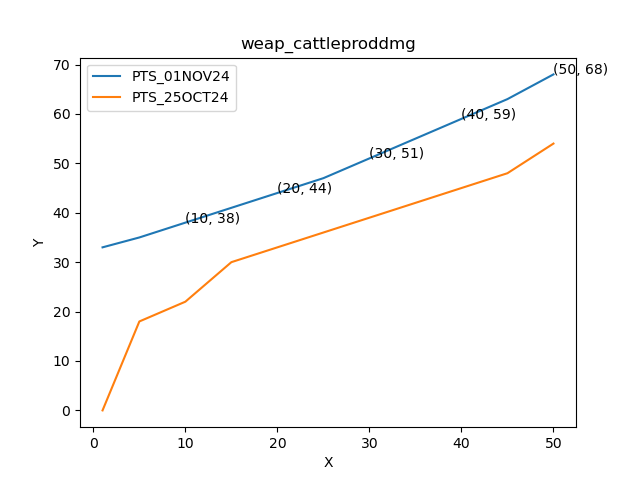 weap_cattleproddmg
PTS_01NOV24
PTS_25OCT24
(50, 68)
(40, 59)
(30, 51)
(20, 44)
(10, 38)
70
60
50
40
30
20
10
0
Y
0 10 20 30 40 50
X